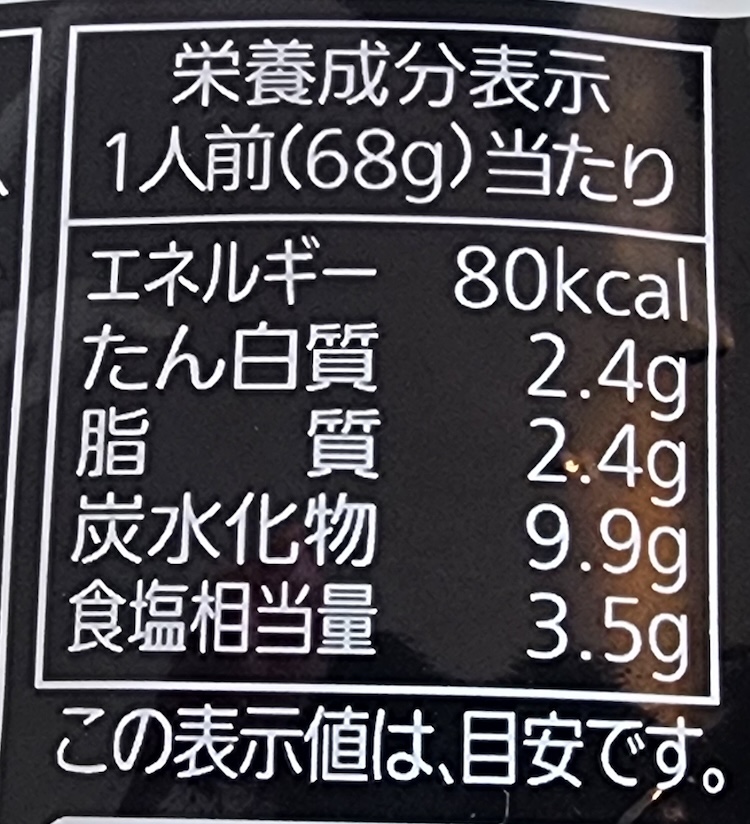 栄養成分表示
1人前(68g)当たり
エネルギー 80kcal
たん白質 2.4g
脂質 2.4g
炭水化物 9.9g
食塩相当量 3.5g
この表示値は、目安です。